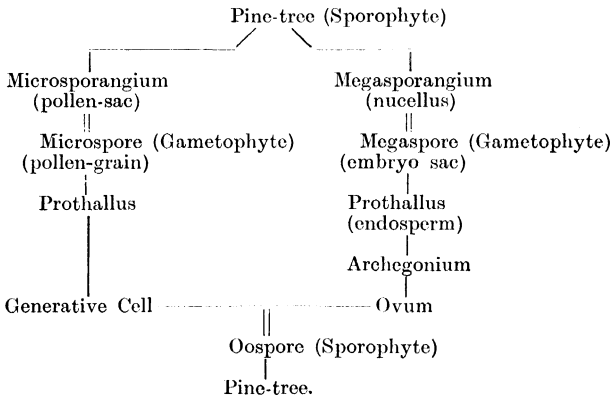 Pine-tree (Sporophyte)
Microsporangium
(pollen-sac)
Megasporangium
(nucellus)
Microspore (Gametophyte)
(pollen-grain)
Megaspore (Gametophyte)
(embryo sac)
Prothallus
Prothallus
(endosperm)
Archegonium
Generative Cell
Ovum
Oospore (Sporophyte)
Pine-tree.